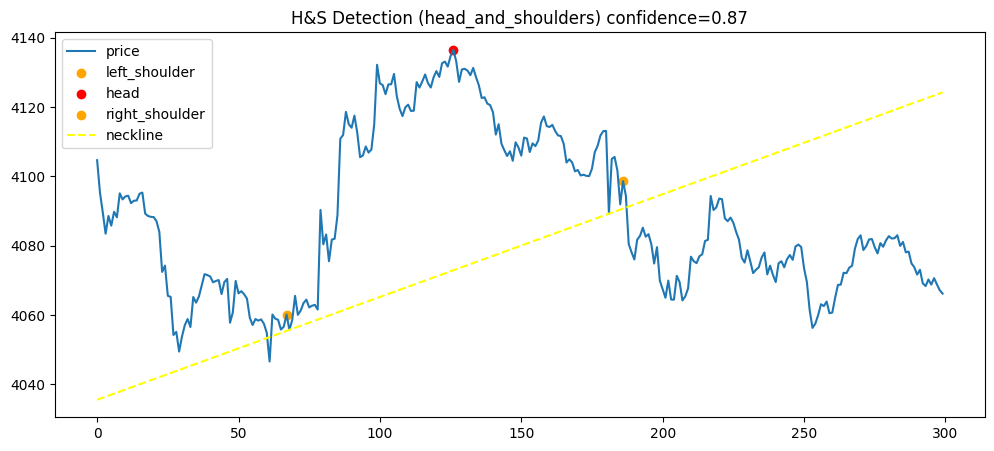 H&S Detection (head_and_shoulders) confidence=0.87
price
left_shoulder
head
right_shoulder
neckline
4140
4120
4100
4080
4060
4040
0 50 100 150 200 250 300